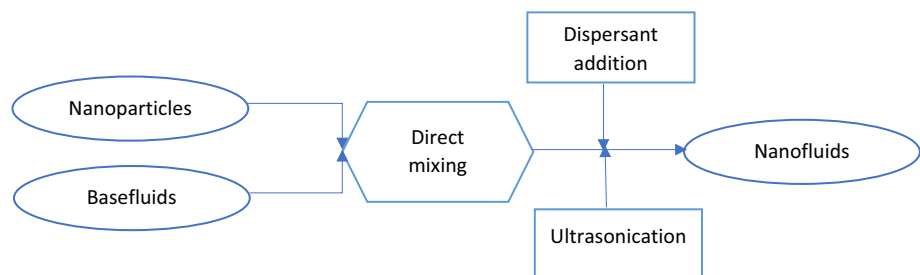 Dispersant
addition
Nanoparticles
Direct
mixing
Nanofluids
Basefluids
Ultrasonication